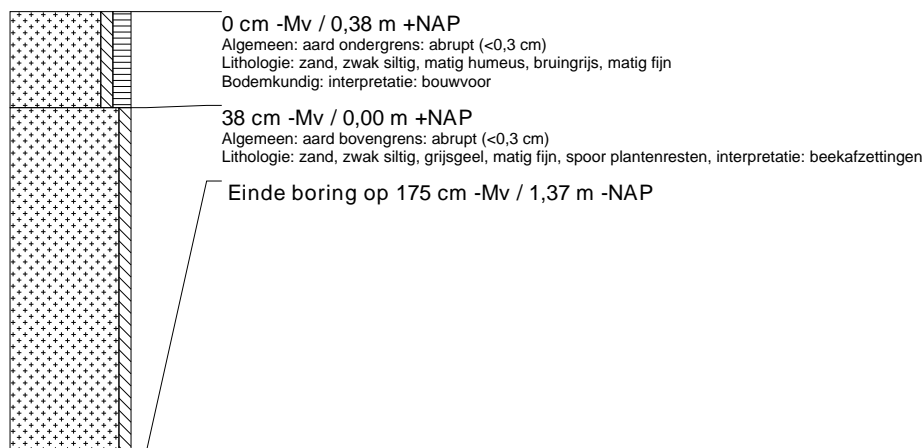 0 cm -Mv / 0,38 m +NAP
Algemeen: aard ondergrens: abrupt (<0,3 cm)
Lithologie: zand, zwak siltig, matig humeus, bruingrijs, matig fijn
Bodemkundig: interpretatie: bouwvoor
38 cm -Mv / 0,00 m +NAP
Algemeen: aard bovengrens: abrupt (<0,3 cm)
Lithologie: zand, zwak siltig, grijsgeel, matig fijn, spoor plantenresten, interpretatie: beekafzettingen
Einde boring op 175 cm -Mv / 1,37 m -NAP